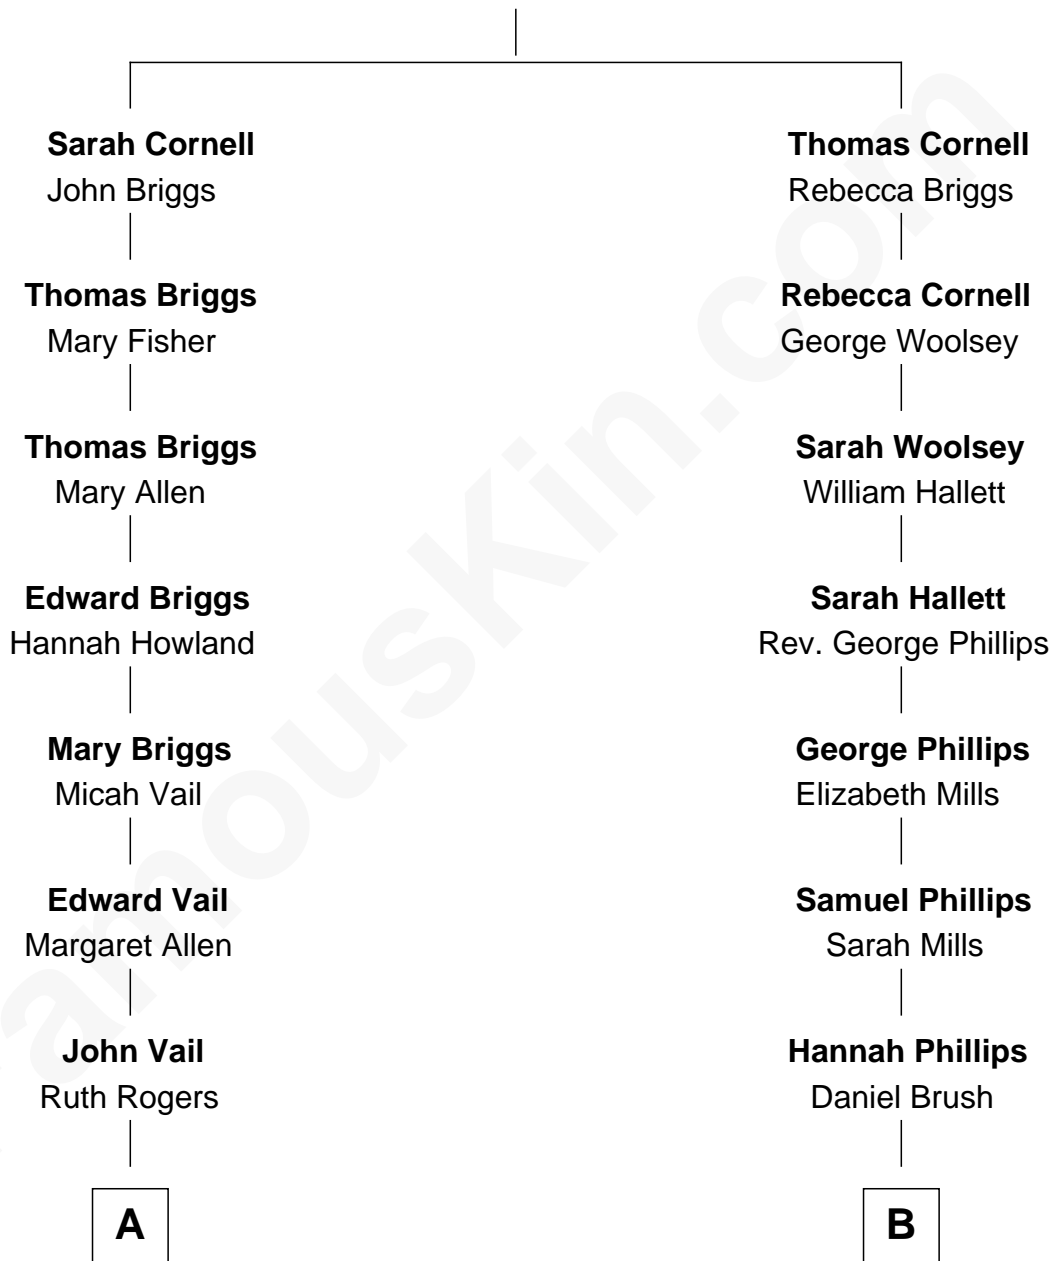 Sarah Cornell
John Briggs
Thomas Briggs
Mary Fisher
Thomas Briggs
Mary Allen
Edward Briggs
Hannah Howland
Mary Briggs
Micah Vail
Edward Vail
Margaret Allen
John Vail
Ruth Rogers
A
Thomas Cornell
Rebecca Briggs
Rebecca Cornell
George Woolsey
Sarah Woolsey
William Hallett
Sarah Hallett
Rev. George Phillips
George Phillips
Elizabeth Mills
Samuel Phillips
Sarah Mills
Hannah Phillips
Daniel Brush
B
amouskin.com